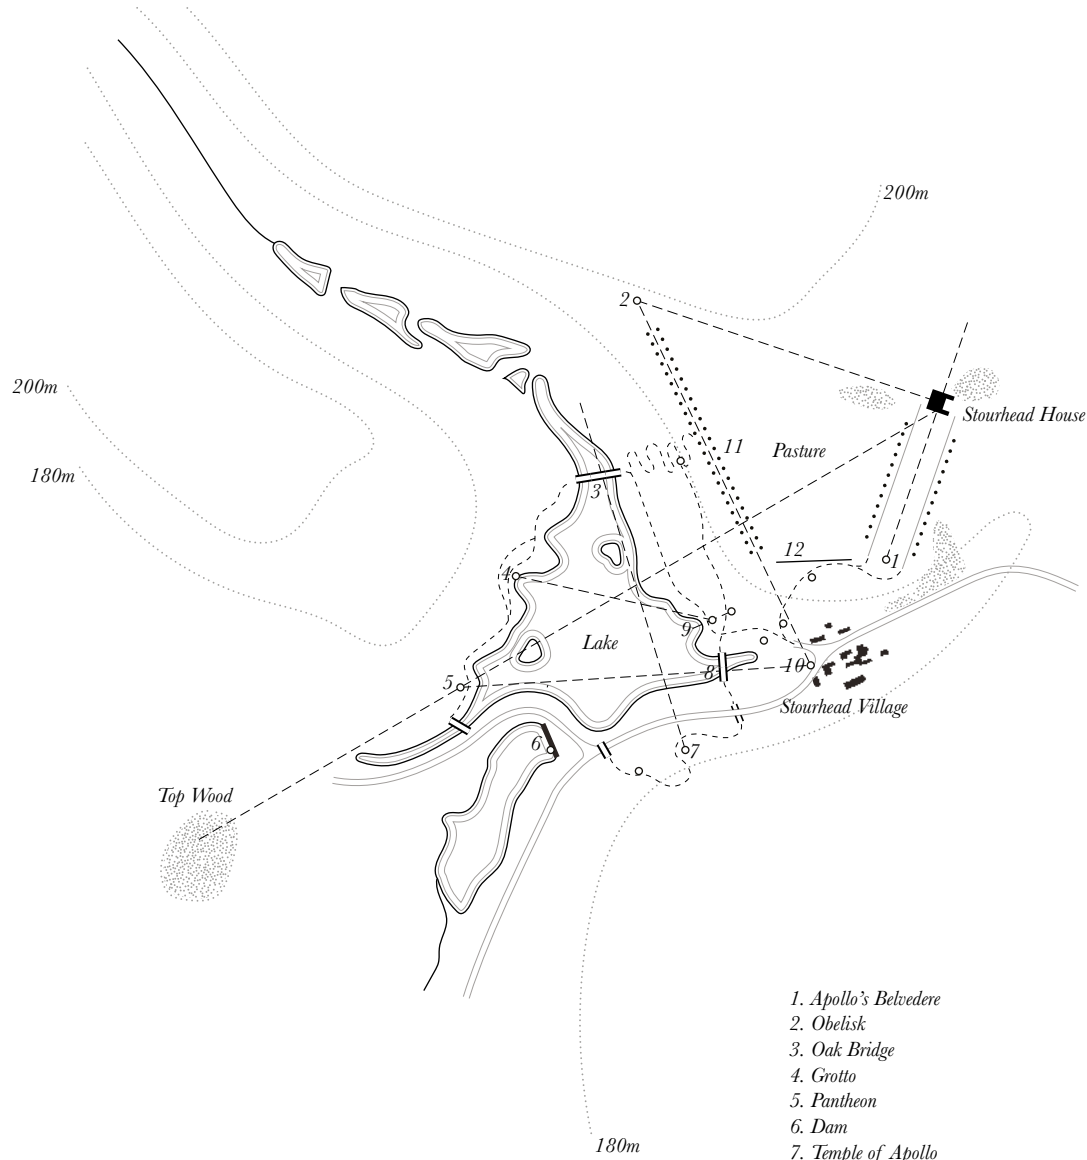 200m
2
200m
Stourhead House
11
Pasture
180m
3
12
1
4
9
Lake
8
10
5
Stourhead Village
6
7
Top Wood
1. Apollo's Belvedere
2. Obelisk
3. Oak Bridge
4. Grotto
5. Pantheon
6. Dam
7. Temple of Apollo
180m